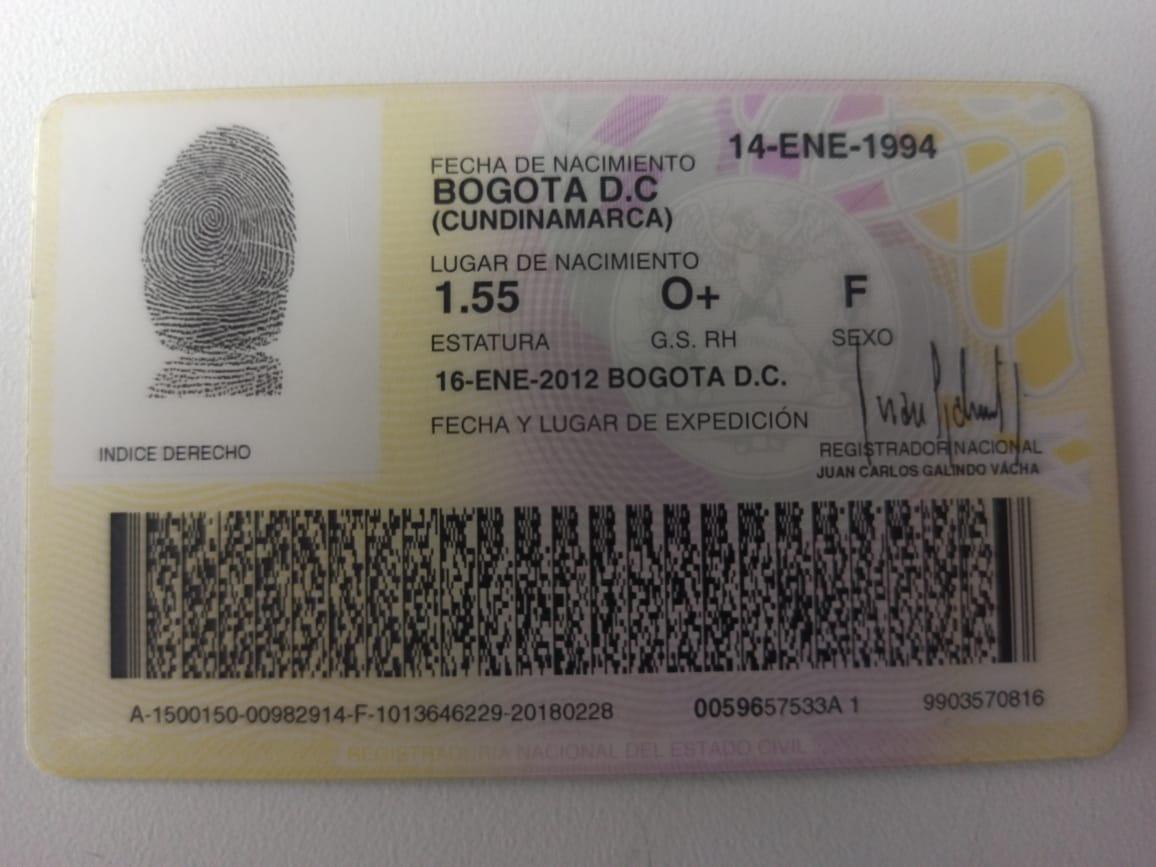 FECHA DE NACIMIENTO 14-ENE-1994
BOGOTA D.C
(CUNDINAMARCA)
LUGAR DE NACIMIENTO
1.55 O+ F
ESTATURA G.S. RH SEXO
16-ENE-2012 BOGOTA D.C.
FECHA Y LUGAR DE EXPEDICIÓN
INDICE DERECHO
REGISTRADOR NACIONAL
JUAN CARLOS GALINDO VÁCHA
A-1500150-00982914-F-1013646229-20180228 0059657533A 1 9903570816
REGISTRADURIA NACIONAL DEL ESTADO CIVIL